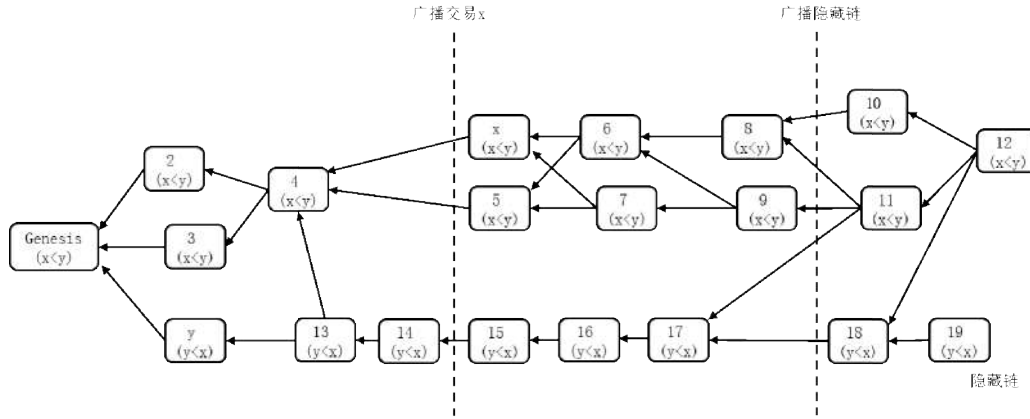 广播交易x
广播隐藏链
10
(x<y)
x
(x<y)
6
(x<y)
8
(x<y)
12
(x<y)
2
(x<y)
4
(x<y)
5
(x<y)
7
(x<y)
9
(x<y)
11
(x<y)
Genesis
(x<y)
3
(x<y)
y
(y<x)
13
(y<x)
14
(y<x)
15
(y<x)
16
(y<x)
17
(y<x)
18
(y<x)
19
(y<x)
隐藏链